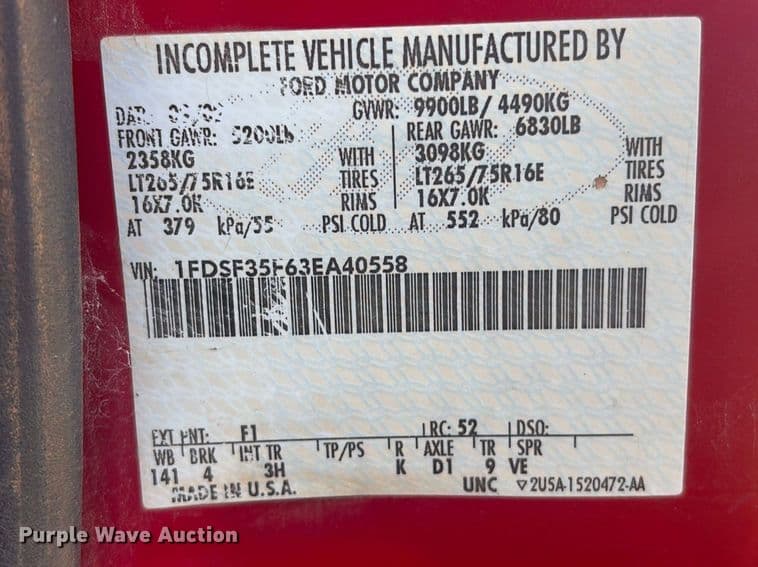 INCOMPLETE VEHICLE MANUFACTURED BY
FORD MOTOR COMPANY
GVWR: 9900LB/ 4490KG
FRONT GAWR: 5200LB REAR GAWR: 6830LB
2358KG WITH 3098KG WITH
LT265/75R16E TIRES LT265/75R16E TIRES
16X7.0K RIMS 16X7.0K RIMS
AT 379 kPa/55 PSI COLD AT 552 kPa/80 PSI COLD
VIN: 1FDSF35F63EA40558
EXT PNT: F1 RC: 52 DSO:
WB BRK INT TR TP/PS R AXLE TR SPR
141 4 3H K D1 9 VE
MADE IN U.S.A. UNC ▽2U5A-1520472-AA
Purple Wave Auction